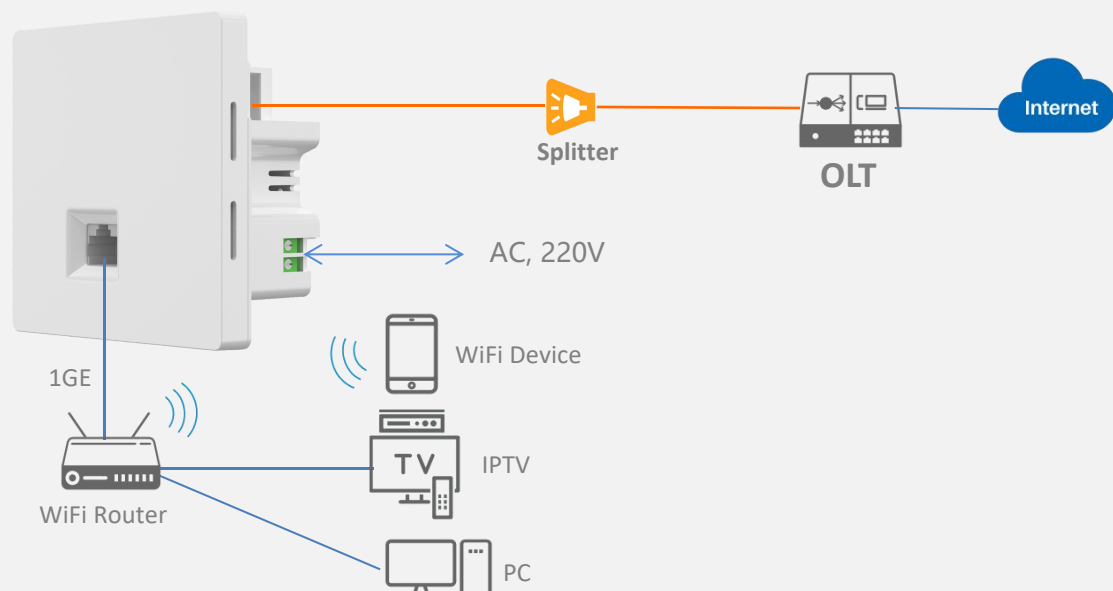 Splitter
OLT
Internet
AC, 220V
1GE
WiFi Device
TV
IPTV
WiFi Router
PC